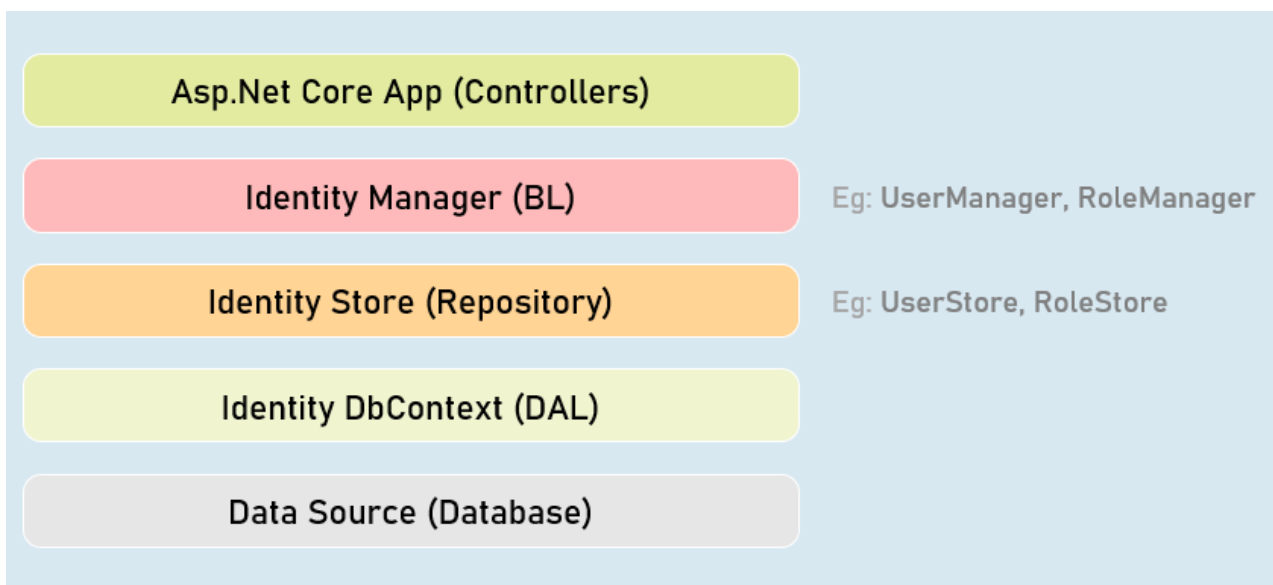 Asp.Net Core App (Controllers)
Identity Manager (BL)
Eg: UserManager, RoleManager
Identity Store (Repository)
Eg: UserStore, RoleStore
Identity DbContext (DAL)
Data Source (Database)